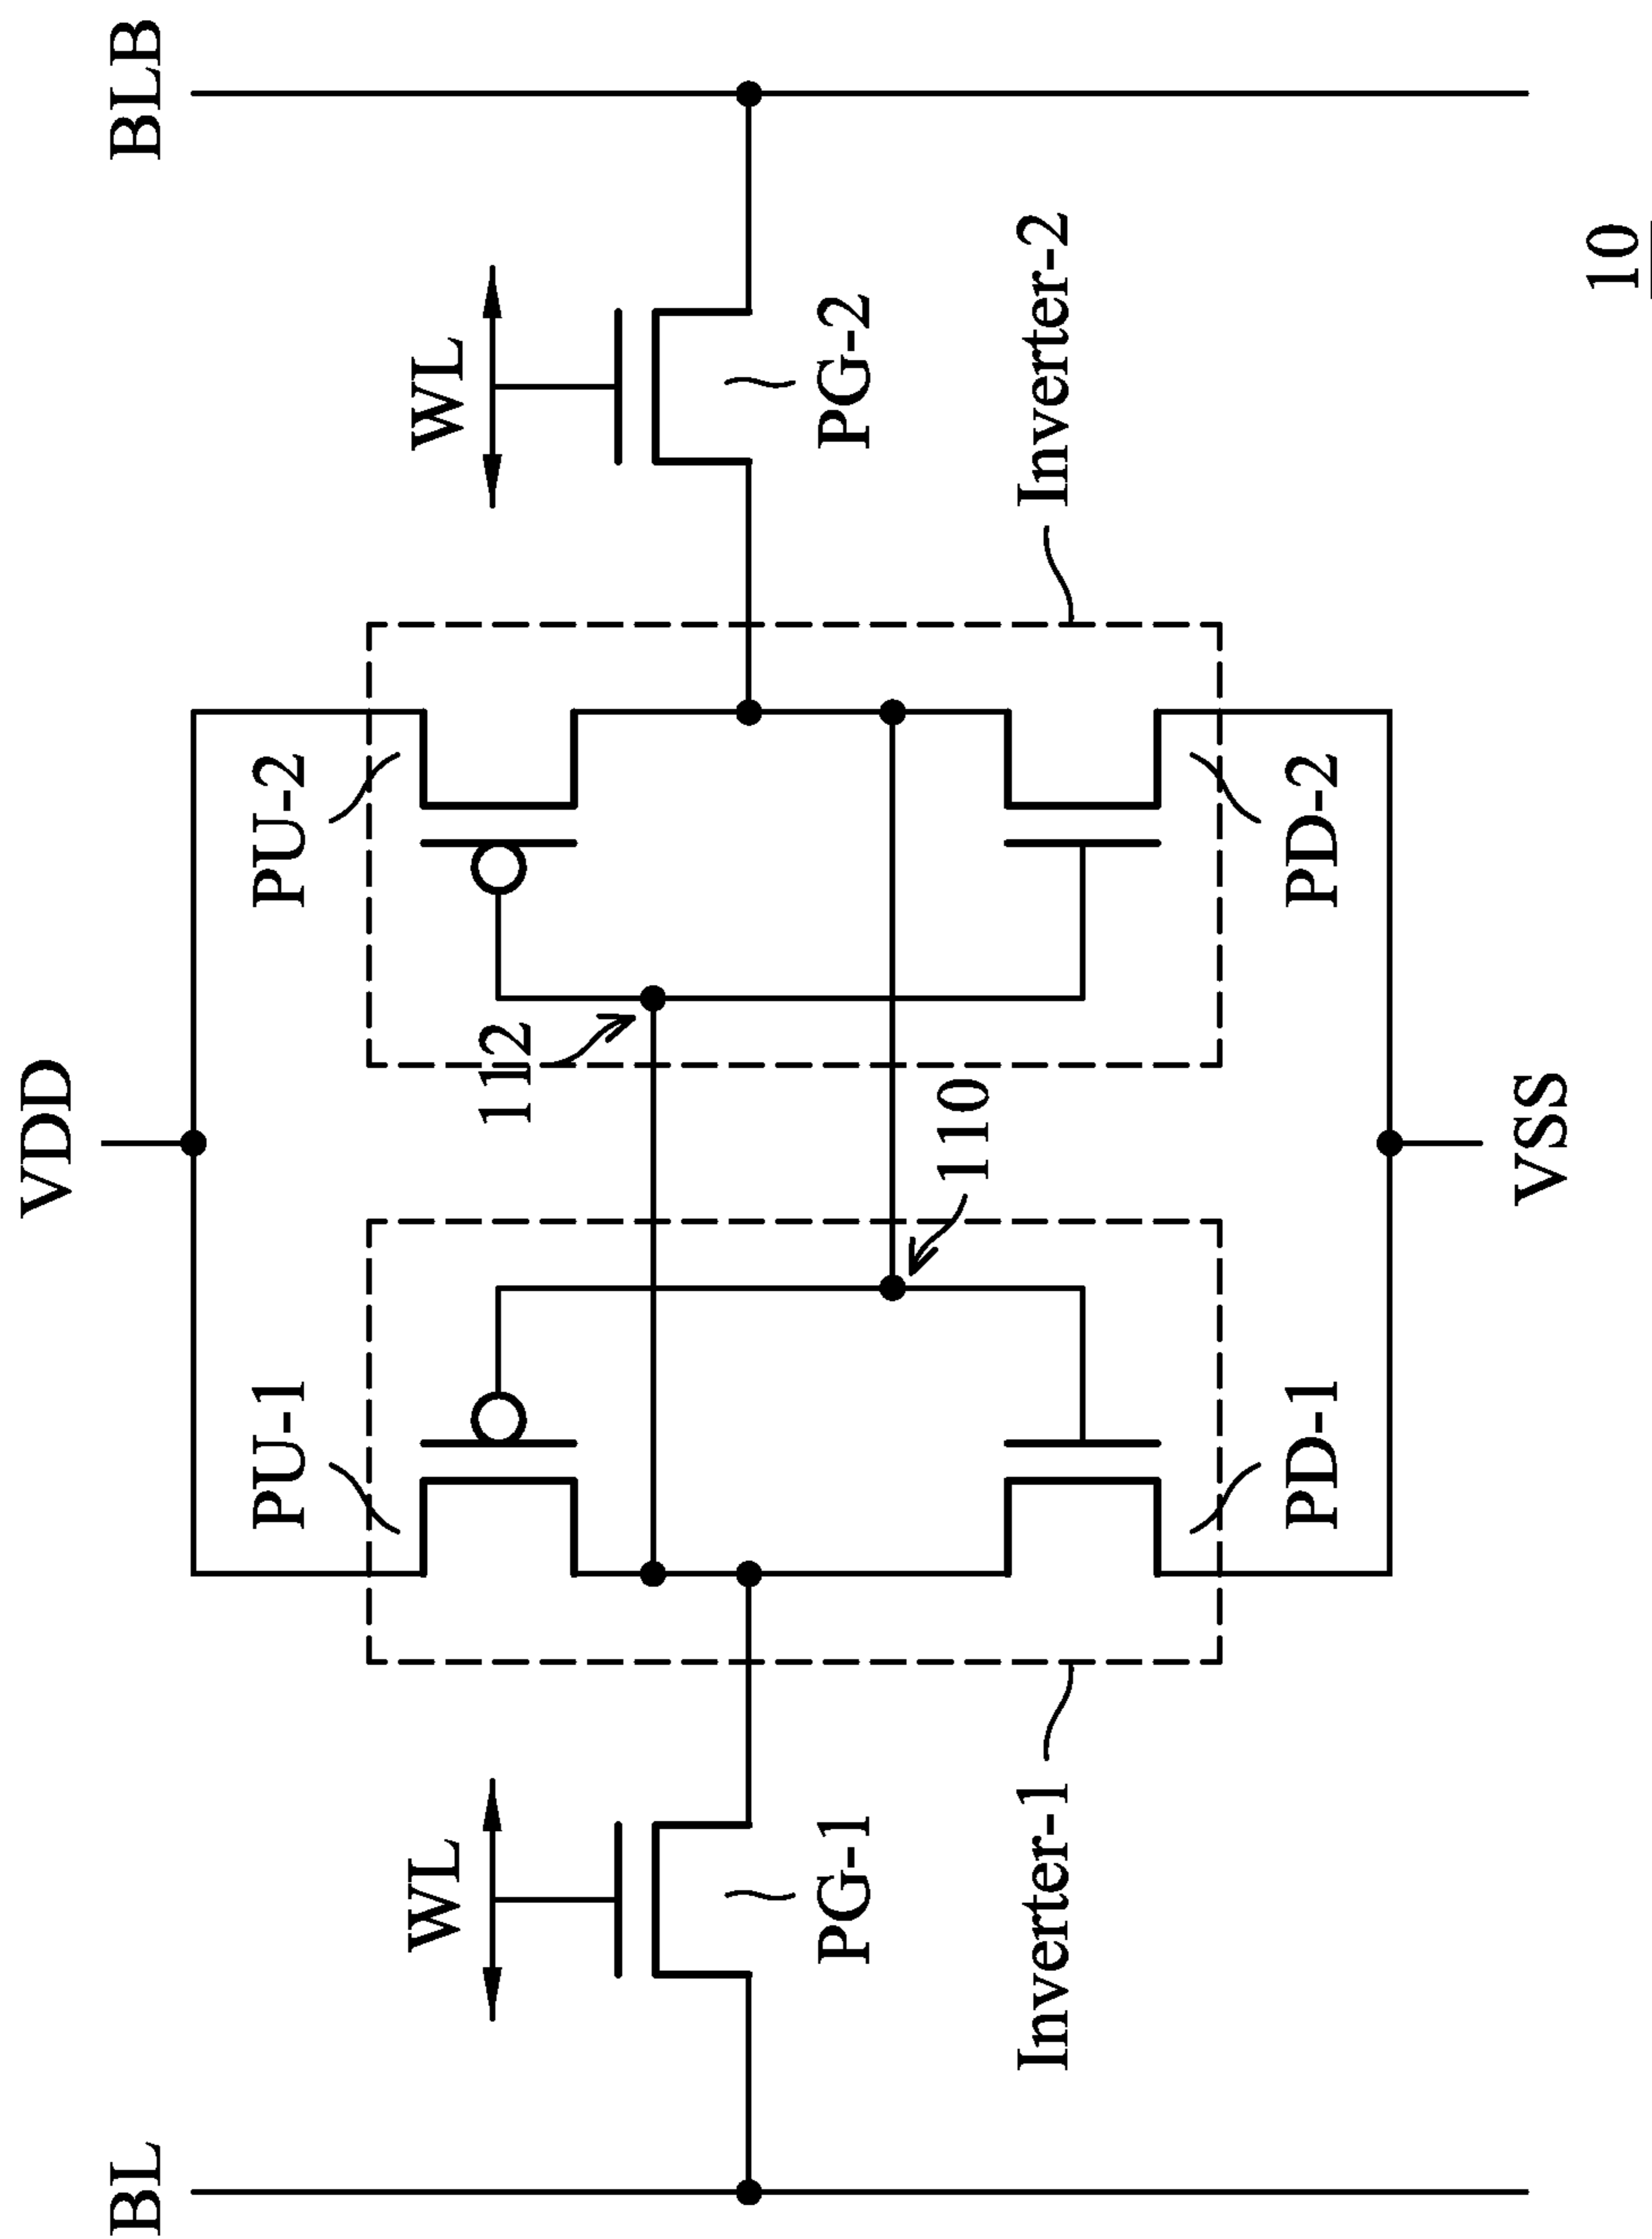 VDD
BL
BLB
PU-1
PU-2
WL
WL
112
PG-1
PG-2
110
Inverter-1
Inverter-2
PD-1
PD-2
VSS
10